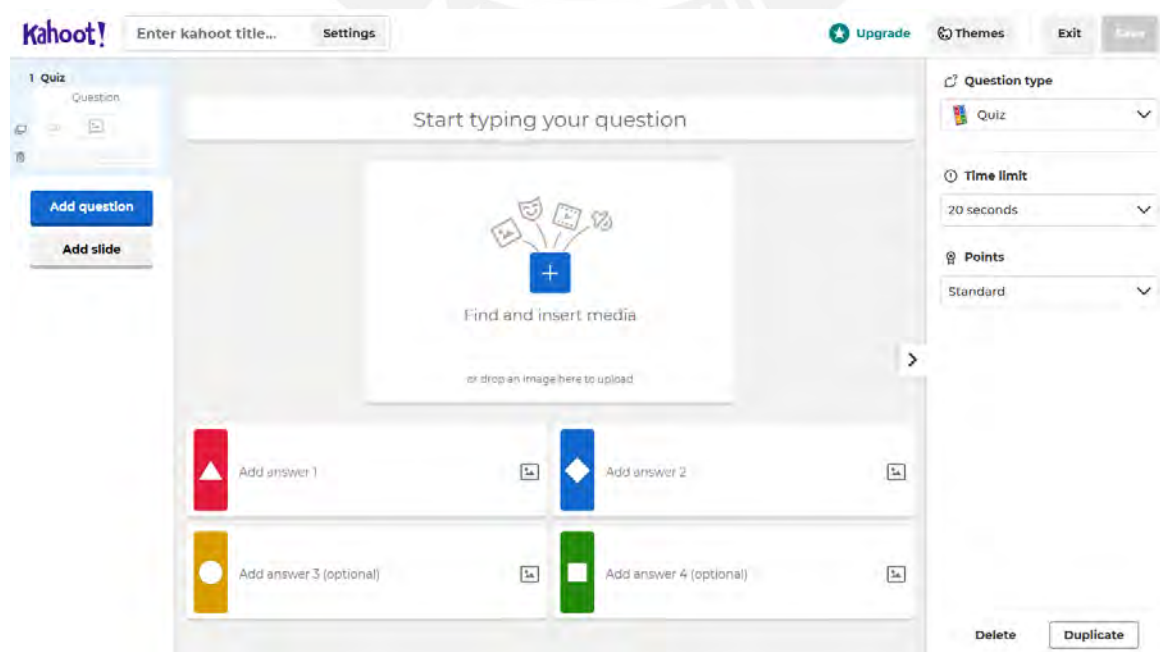 Kahoot!
Enter kahoot title...
Settings
Upgrade
Themes
Exit
Save
1 Quiz
Question
Add question
Add slide
Start typing your question
Find and insert media
or drop an image here to upload
Add answer 1
Add answer 2
Add answer 3 (optional)
Add answer 4 (optional)
Question type
Quiz
Time limit
20 seconds
Points
Standard
Delete
Duplicate